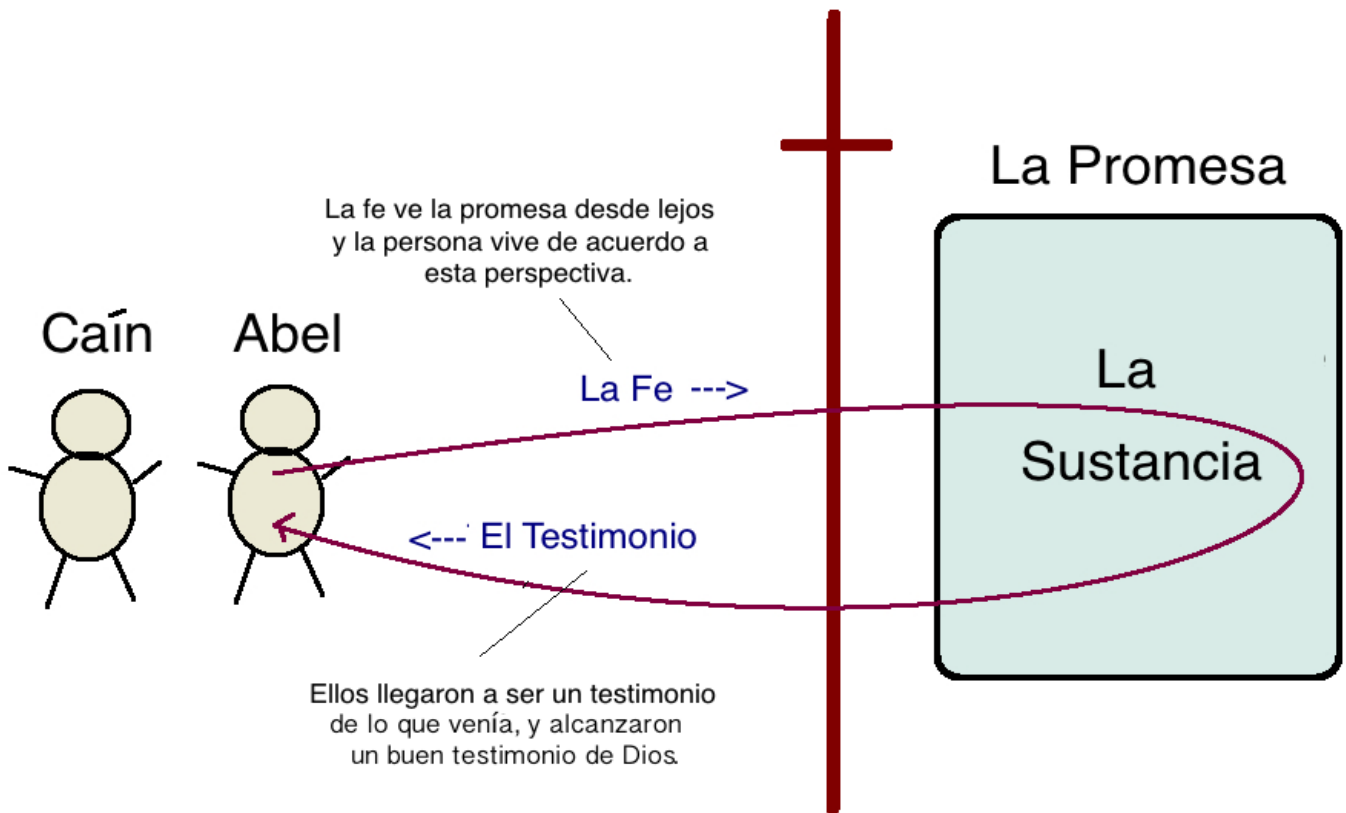 La Promesa
La fe ve la promesa desde lejos
y la persona vive de acuerdo a
esta perspectiva.
Caín
Abel
La Fe --->
La
Sustancia
<--- El Testimonio
Ellos llegaron a ser un testimonio
de lo que venía, y alcanzaron
un buen testimonio de Dios.